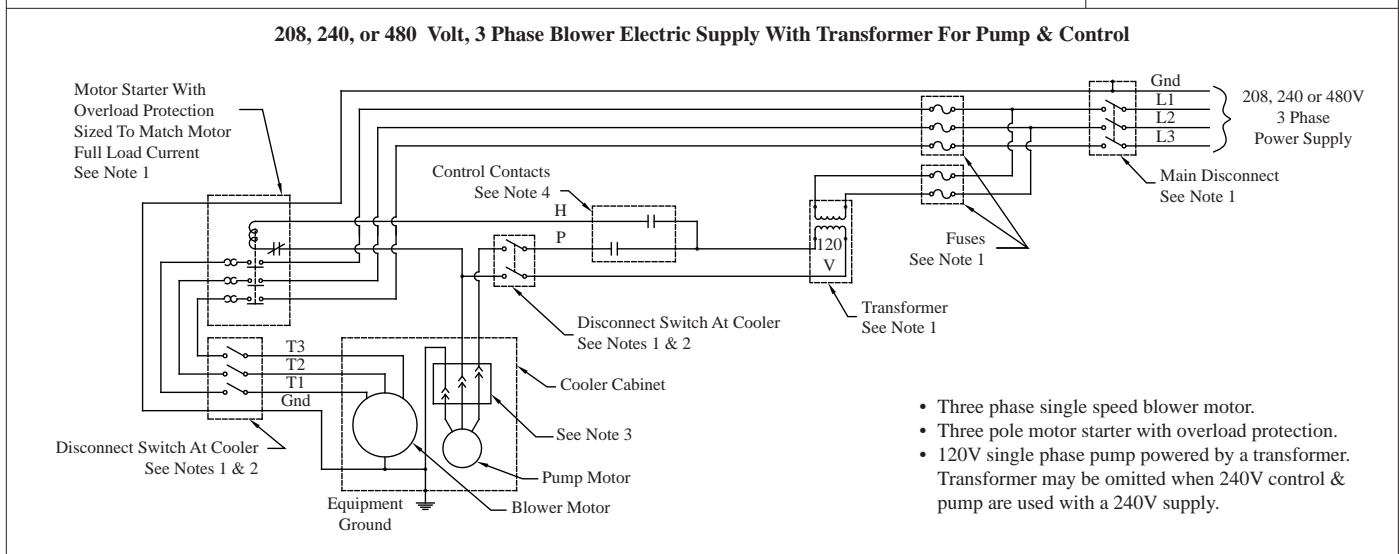 208, 240, or 480 Volt, 3 Phase Blower Electric Supply With Transformer For Pump & Control
Motor Starter With
Overload Protection
Sized To Match Motor
Full Load Current
See Note 1
Gnd
L1
L2
L3
208, 240 or 480V
3 Phase
Power Supply
Main Disconnect
See Note 1
Control Contacts
See Note 4
H
P
Fuses
See Note 1
120
V
Transformer
See Note 1
Disconnect Switch At Cooler
See Notes 1 & 2
T3
T2
T1
Gnd
Cooler Cabinet
See Note 3
Pump Motor
Blower Motor
Disconnect Switch At Cooler
See Notes 1 & 2
Equipment
Ground
• Three phase single speed blower motor.
• Three pole motor starter with overload protection.
• 120V single phase pump powered by a transformer.
Transformer may be omitted when 240V control &
pump are used with a 240V supply.